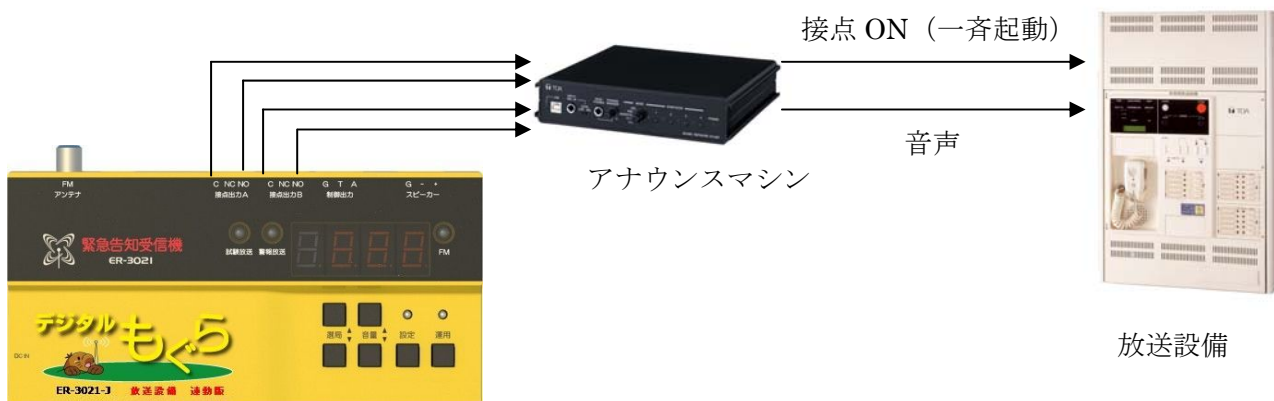 接点 ON（一斉起動）
音声
アナウンスマシン
放送設備
TOA
TOA
FM
アンテナ
C NC NO
接点出力A
C NC NO
接点出力B
G T A
制御出力
G - +
スピーカー
緊急告知受信機
ER-3021
試験放送
警報放送
FM
選局
音量
設定
運用
デジタルもぐら
DC IN
ER-3021-J 放送設備 連動版